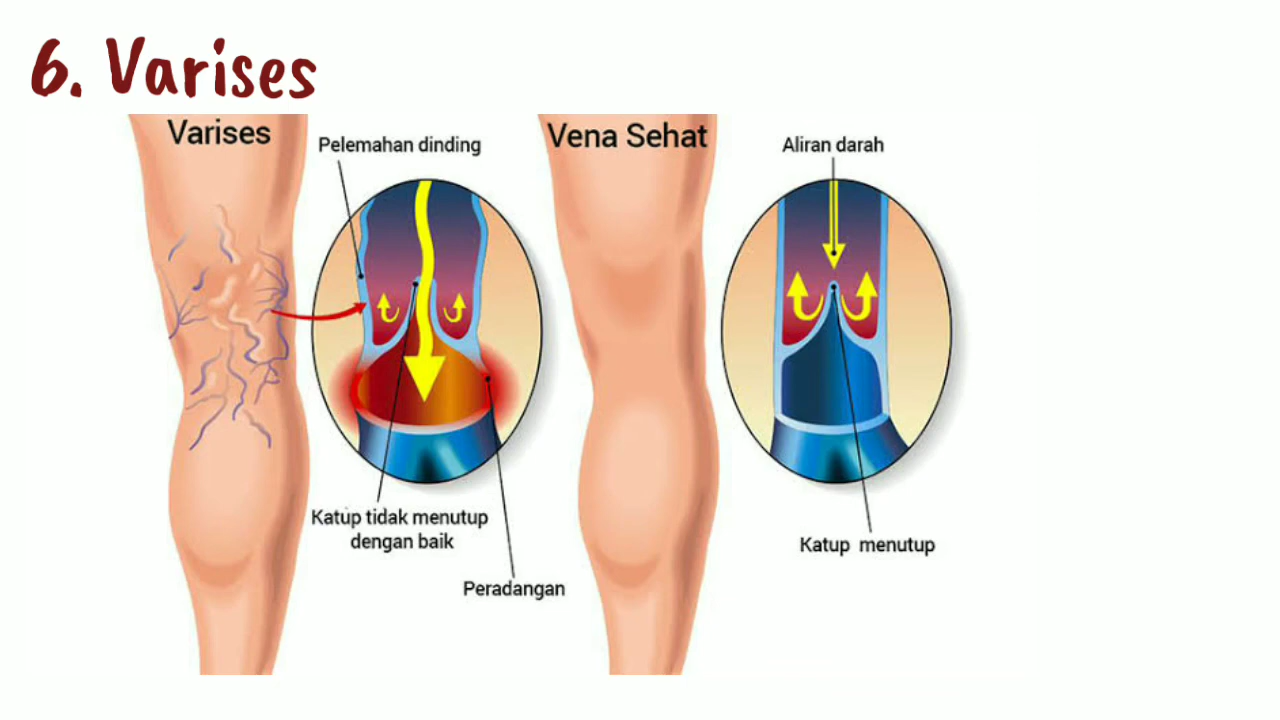 6. Varises
Varises
Pelemahan dinding
Vena Sehat
Aliran darah
Katup tidak menutup
dengan baik
Katup menutup
Peradangan